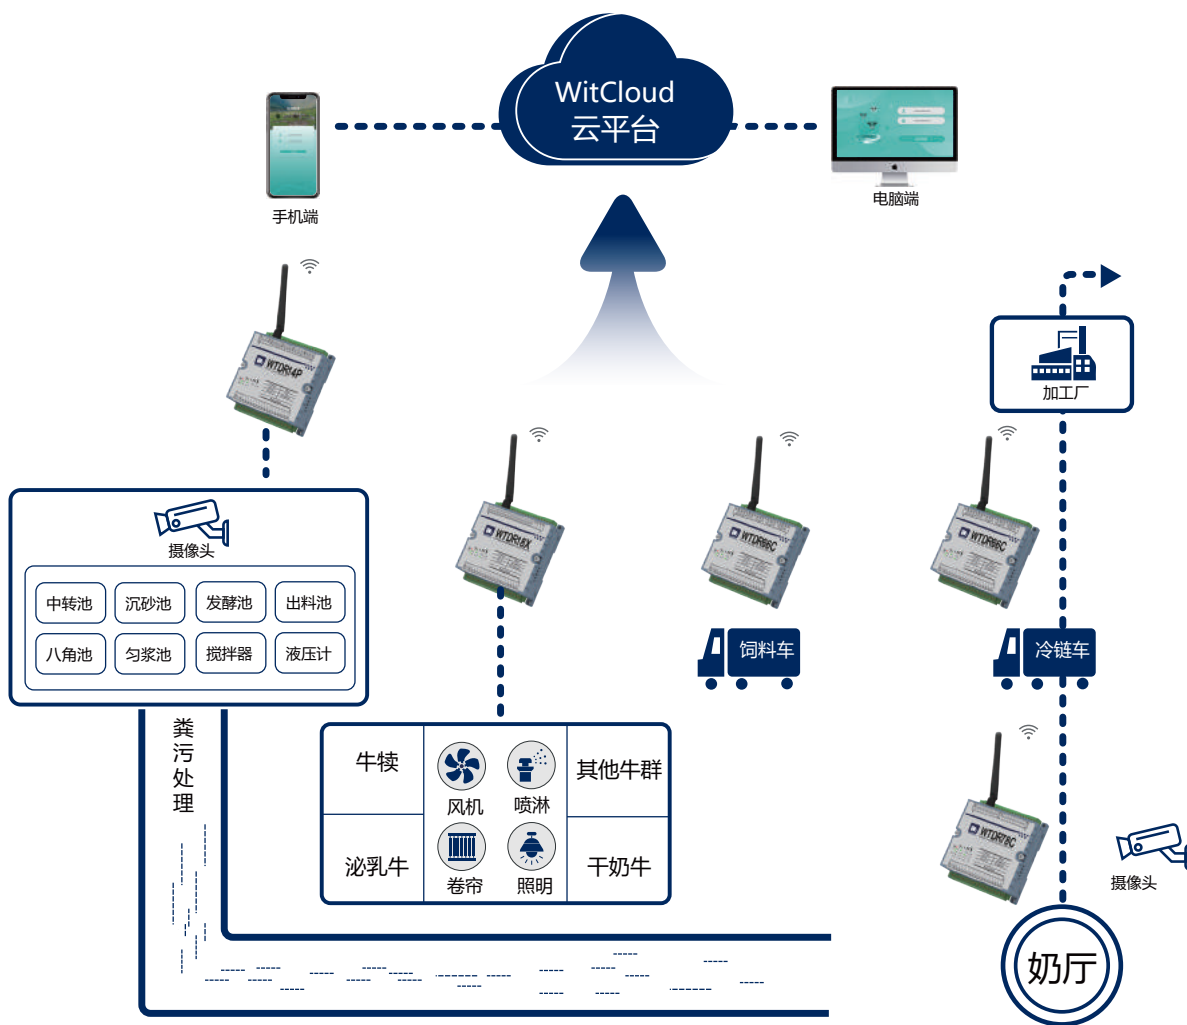 WitCloud
云平台
手机端
电脑端
WTDR14P
加工厂
摄像头
中转池
沉砂池
发酵池
出料池
八角池
匀浆池
搅拌器
液压计
WTDR16X
WTDR66C
WTDR66C
饲料车
冷链车
粪污处理
牛犊
风机
喷淋
其他牛群
泌乳牛
卷帘
照明
干奶牛
WTDR78C
摄像头
奶厅